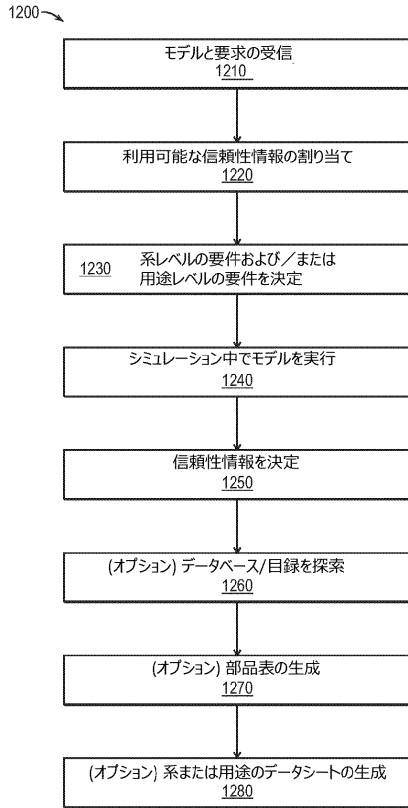 1200
モデルと要求の受信
1210
利用可能な信頼性情報の割り当て
1220
1230
系レベルの要件および／または
用途レベルの要件を決定
シミュレーション中でモデルを実行
1240
信頼性情報を決定
1250
(オプション) データベース/目録を探索
1260
(オプション) 部品表の生成
1270
(オプション) 系または用途のデータシートの生成
1280